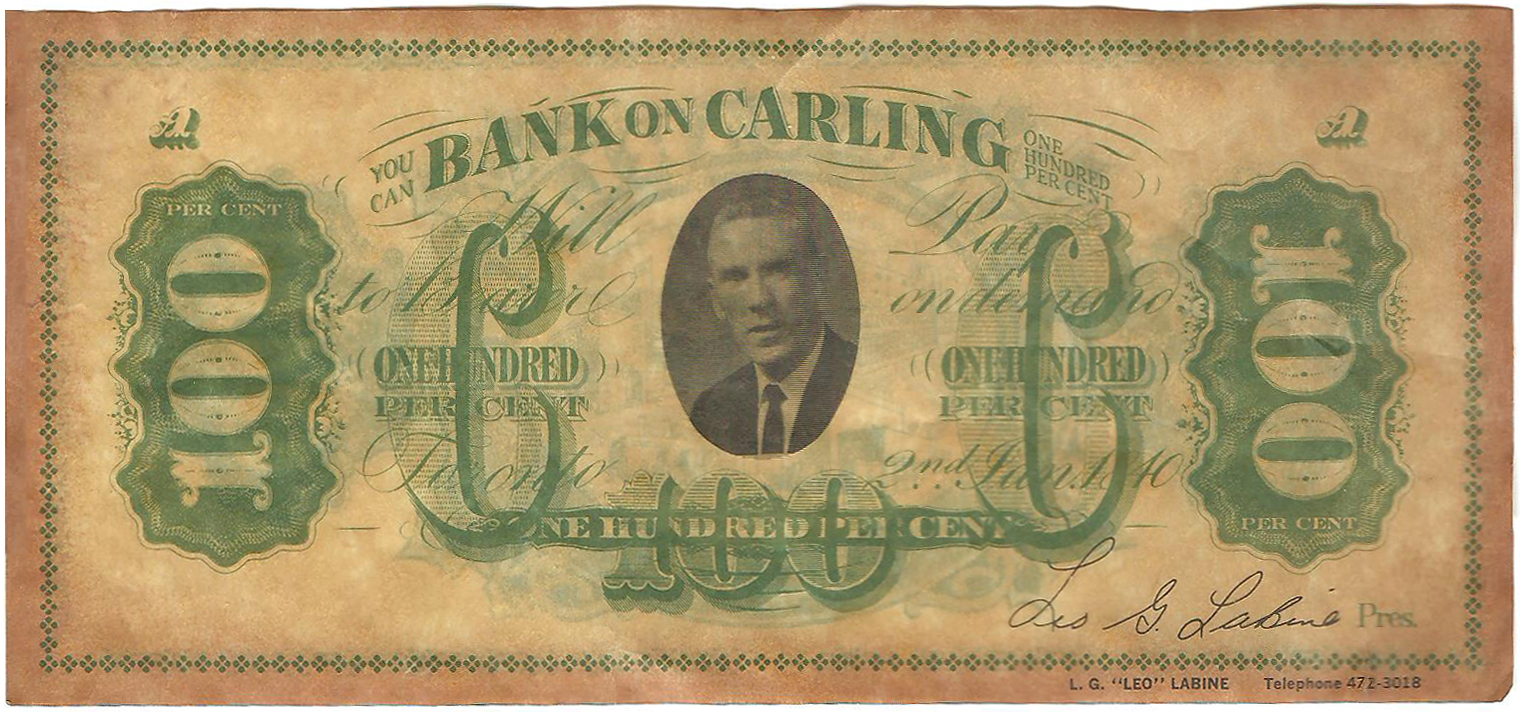 A.
A.
YOU CAN BANK ON CARLING ONE HUNDRED PER CENT
PER CENT
100
Will Pay
to bearer on demand
C
C
ONE HUNDRED
PER CENT
ONE HUNDRED
PER CENT
Toronto 2nd Jan. 1840
100
ONE HUNDRED PER CENT
100
PER CENT
Leo G. LaBine Pres.
L. G. "LEO" LABINE Telephone 472-3018